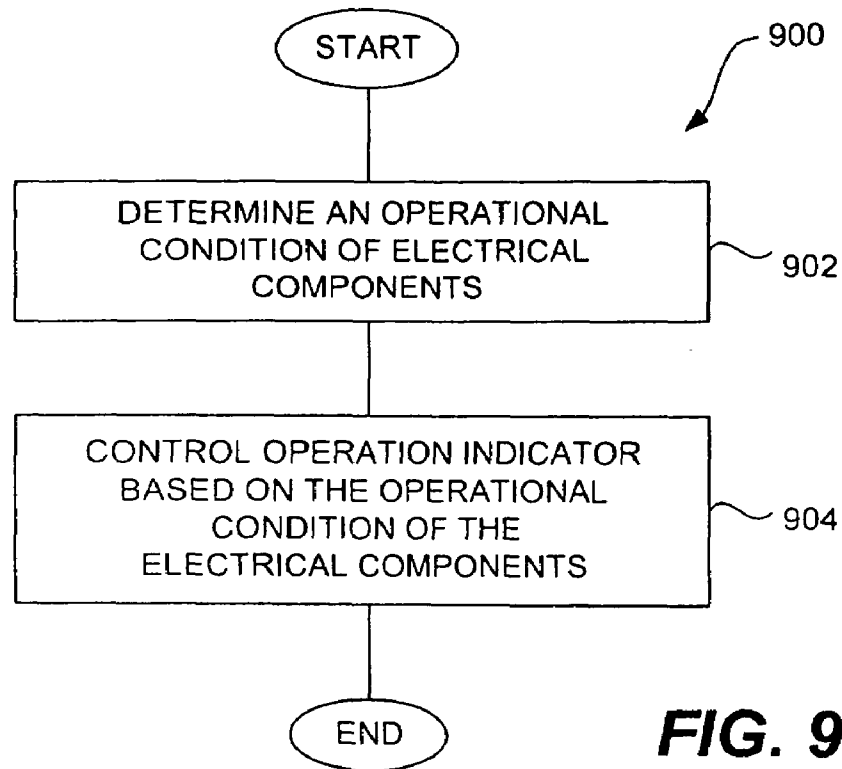 START
900
DETERMINE AN OPERATIONAL
CONDITION OF ELECTRICAL
COMPONENTS
902
CONTROL OPERATION INDICATOR
BASED ON THE OPERATIONAL
CONDITION OF THE
ELECTRICAL COMPONENTS
904
END
FIG. 9